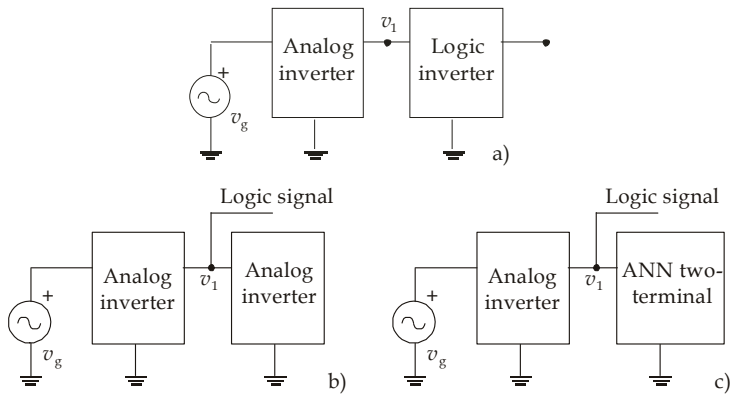 v1
Analog
inverter
Logic
inverter
+
vg
a)
Logic signal
Analog
inverter
v1
Analog
inverter
+
vg
b)
Logic signal
Analog
inverter
v1
ANN two-
terminal
+
vg
c)